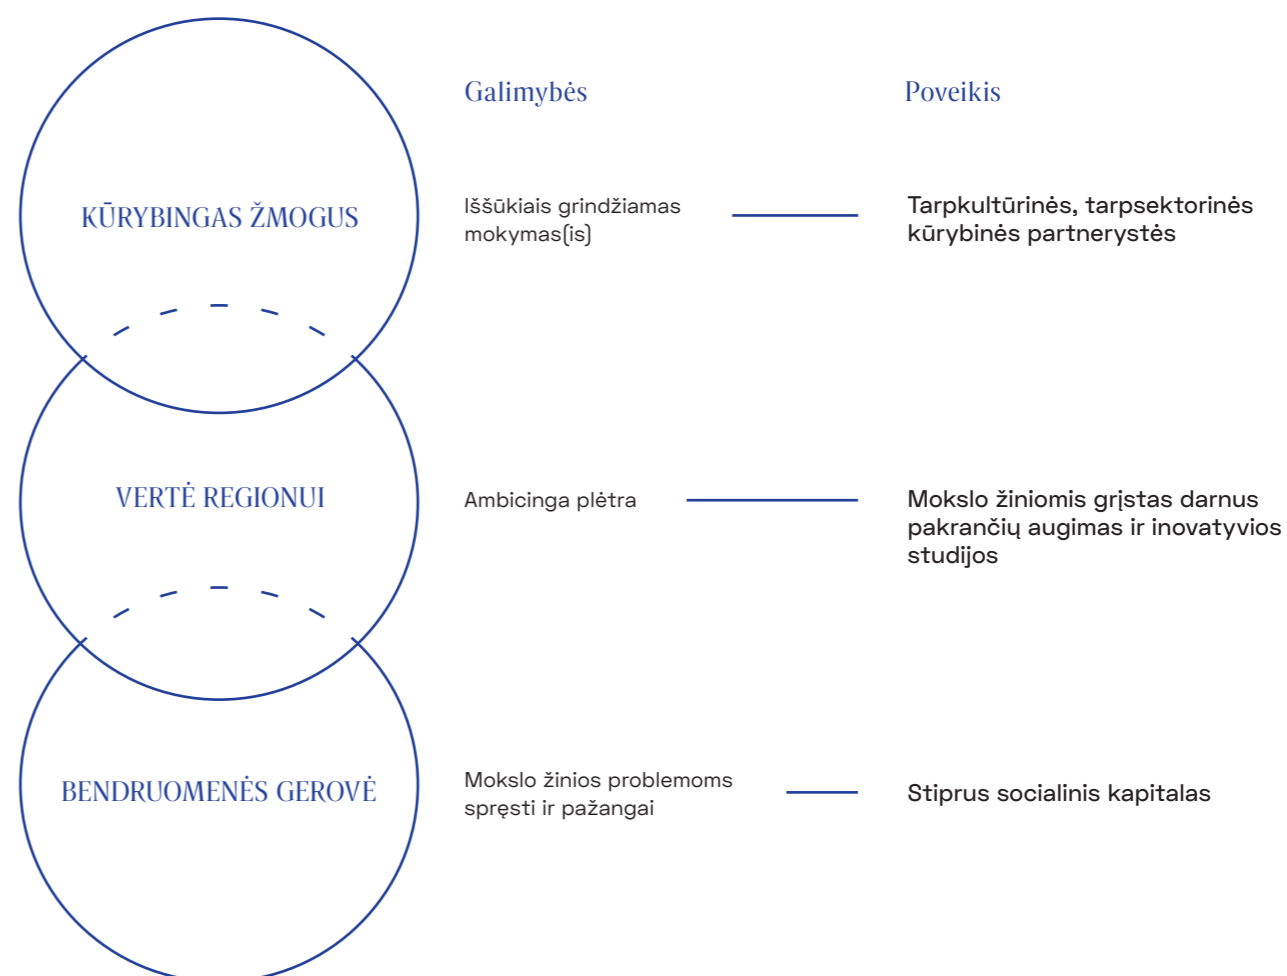 Galimybės
Poveikis
KŪRYBINGAS ŽMOGUS
Iššūkiais grindžiamas
mokymas(is)
Tarpkultūrinės, tarpsektorinės
kūrybinės partnerystės
VERTĖ REGIONUI
Ambicinga plėtra
Mokslo žiniomis grįstas darnus
pakrančių augimas ir inovatyvios
studijos
BENDRUOMENĖS GEROVĖ
Mokslo žinios problemoms
spręsti ir pažangai
Stiprus socialinis kapitalas